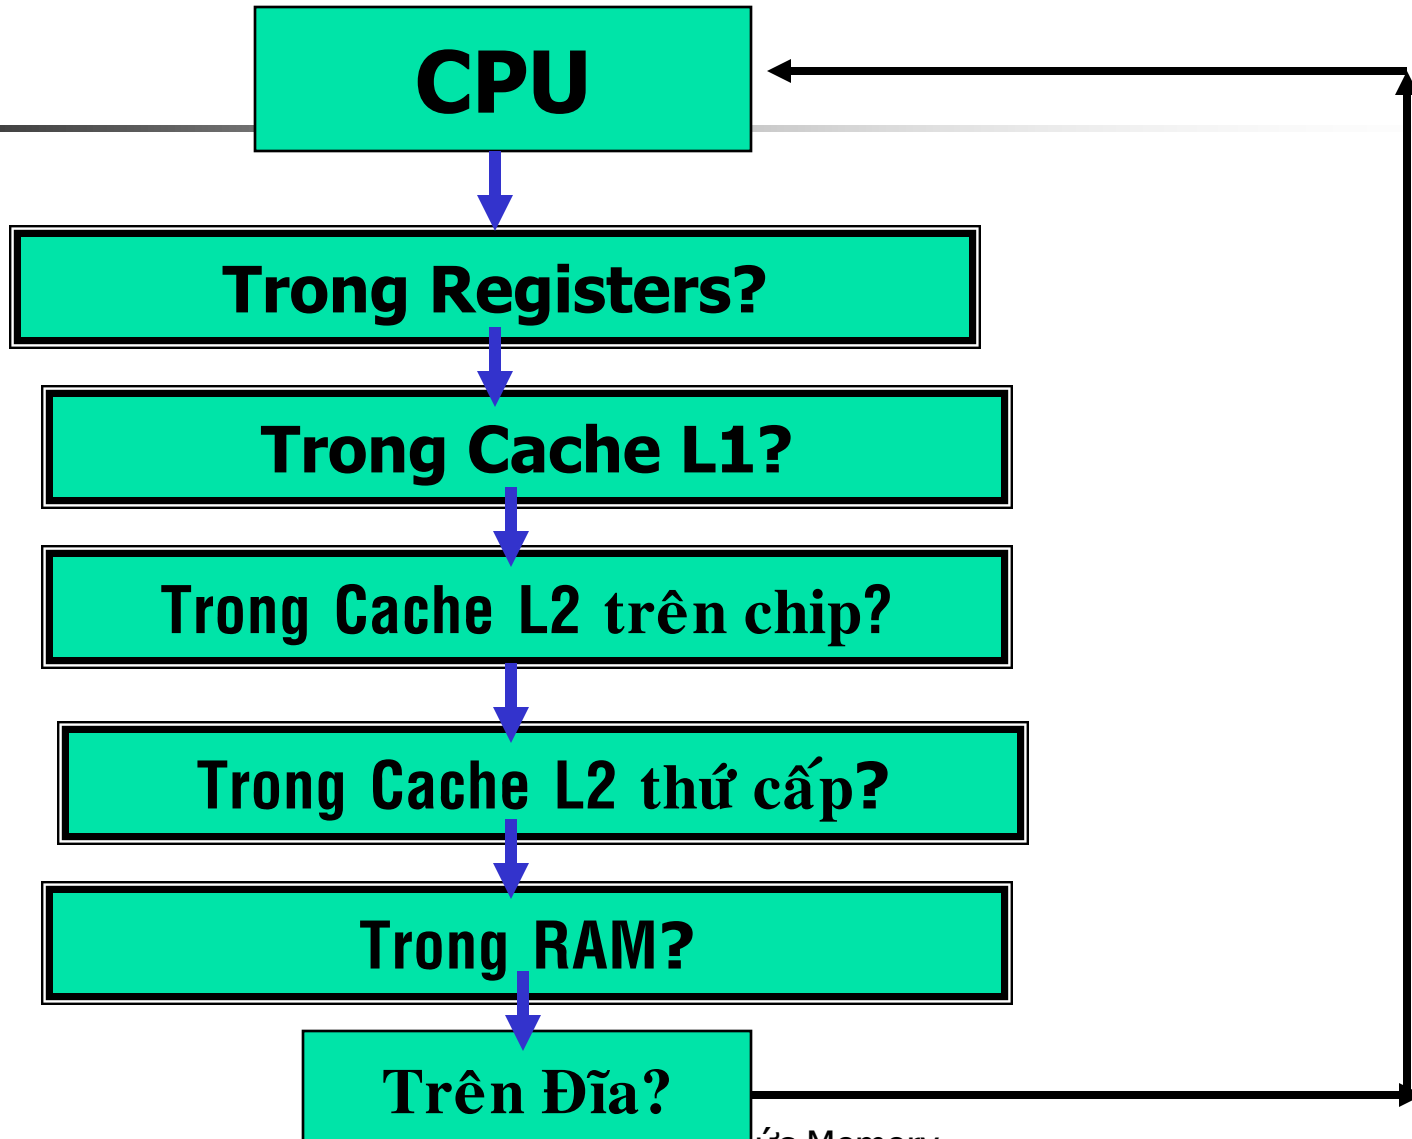 CPU
Trong Registers?
Trong Cache L1?
Trong Cache L2 trên chip?
Trong Cache L2 thứ cấp?
Trong RAM?
Trên Đĩa?
Memory